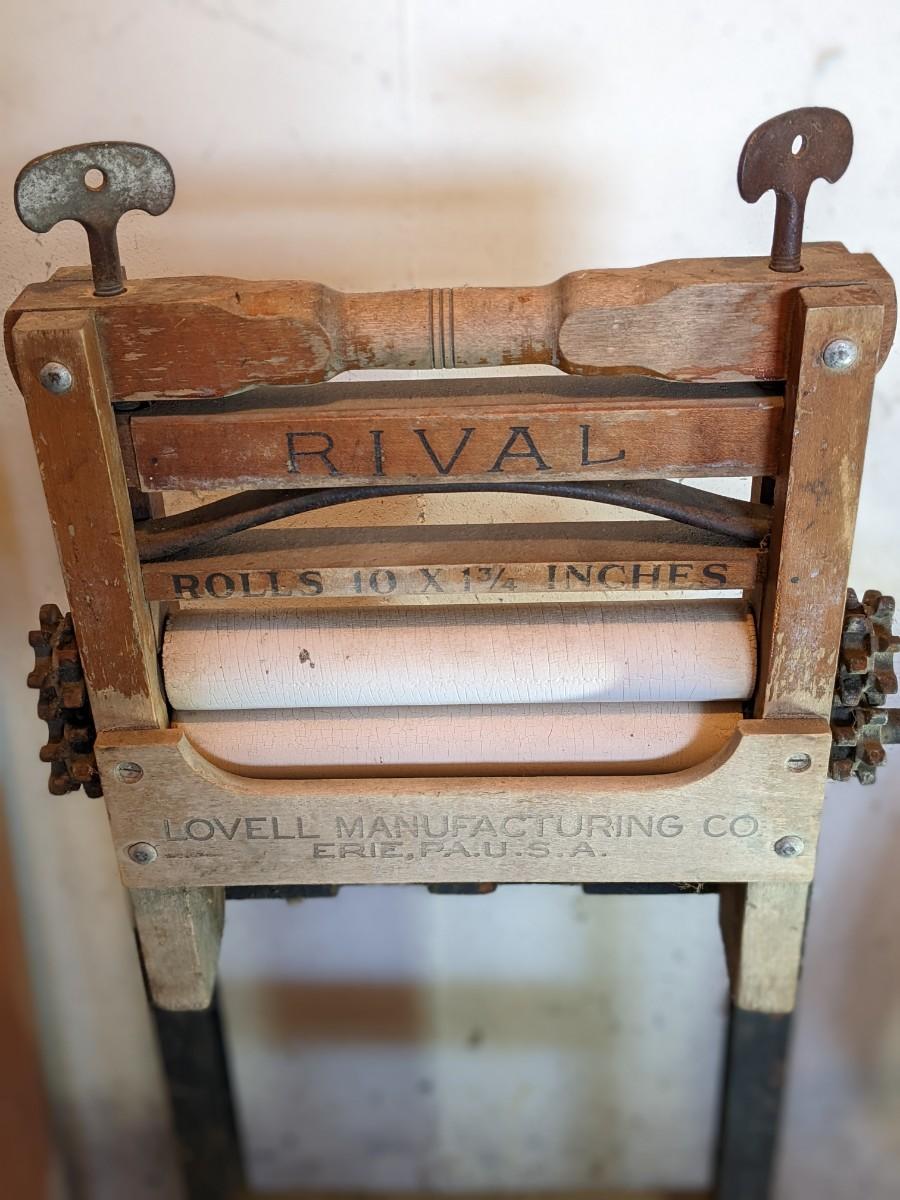 RIVAL
ROLLS 10 X 1¾ INCHES
LOVELL MANUFACTURING CO.
ERIE, PA. U.S.A.